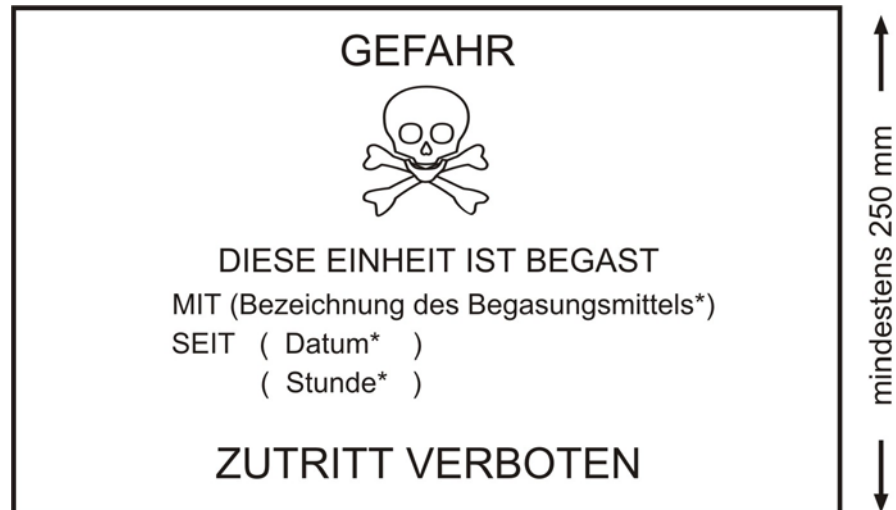 GEFAHR
DIESE EINHEIT IST BEGAST
MIT (Bezeichnung des Begasungsmittels*)
SEIT ( Datum* )
( Stunde* )
ZUTRITT VERBOTEN
mindestens 250 mm